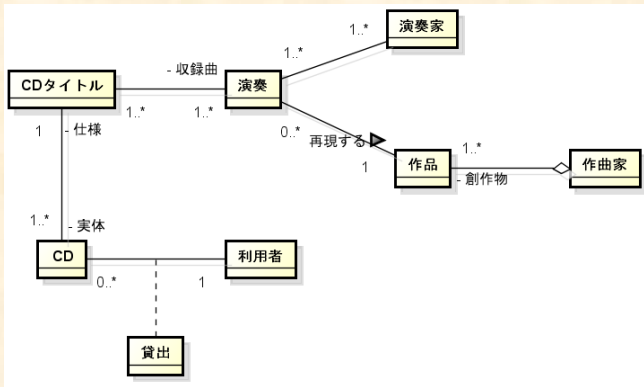 演奏家
1..*
1..*
- 収録曲
CDタイトル
演奏
1..*
1..*
0..*
1
- 仕様
再現する
1..*
1
作品
作曲家
- 創作物
1..*
- 実体
CD
利用者
0..*
1
貸出